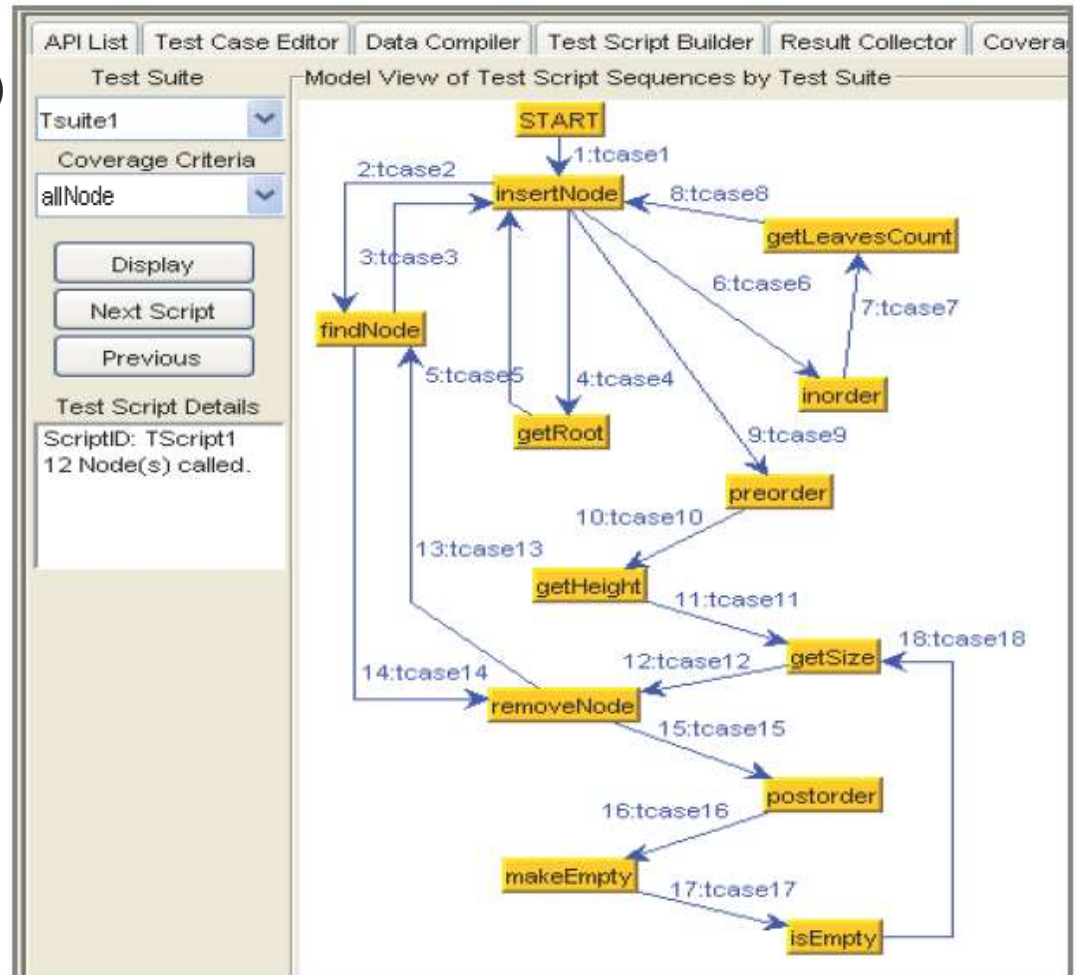 )
API List
Test Case Editor
Data Compiler
Test Script Builder
Result Collector
Covera
Test Suite
Tsuite1
Coverage Criteria
allNode
Display
Next Script
Previous
Test Script Details
ScriptID: TScript1
12 Node(s) called.
Model View of Test Script Sequences by Test Suite
START
1:tcase1
2:tcase2
insertNode
8:tcase8
getLeavesCount
3:tcase3
6:tcase6
7:tcase7
findNode
5:tcase5
4:tcase4
inorder
getRoot
9:tcase9
preorder
10:tcase10
13:tcase13
getHeight
11:tcase11
18:tcase18
12:tcase12
getSize
14:tcase14
removeNode
15:tcase15
postorder
16:tcase16
makeEmpty
17:tcase17
isEmpty